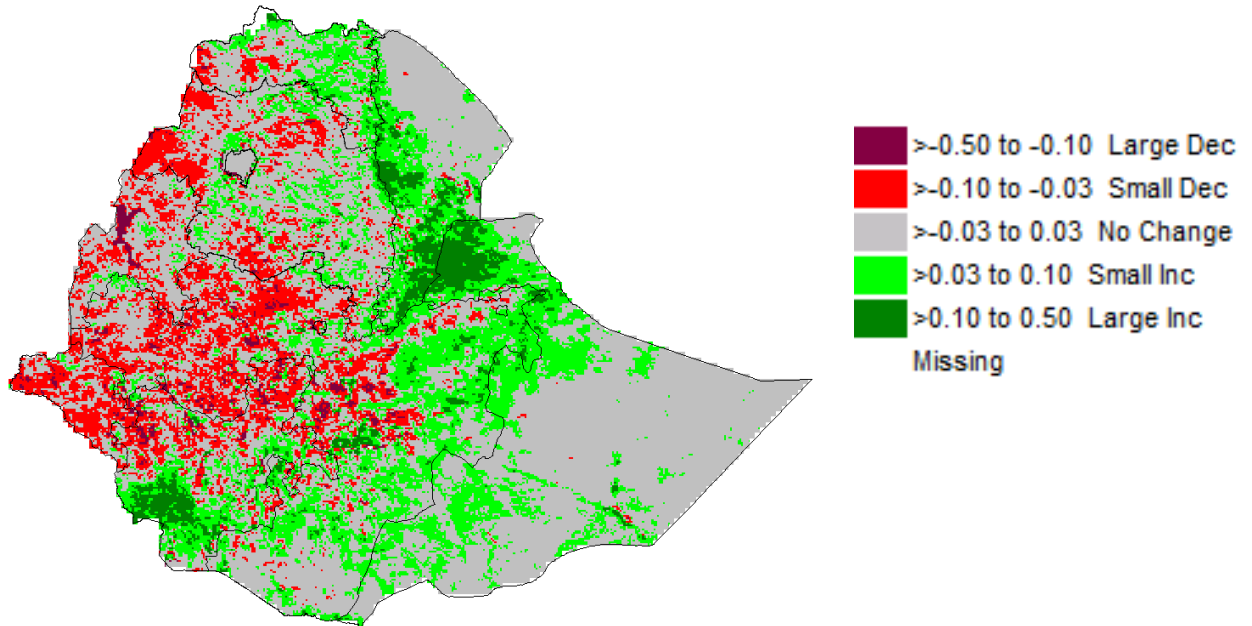 >-0.50 to -0.10 Large Dec
>-0.10 to -0.03 Small Dec
>-0.03 to 0.03 No Change
>0.03 to 0.10 Small Inc
>0.10 to 0.50 Large Inc
Missing